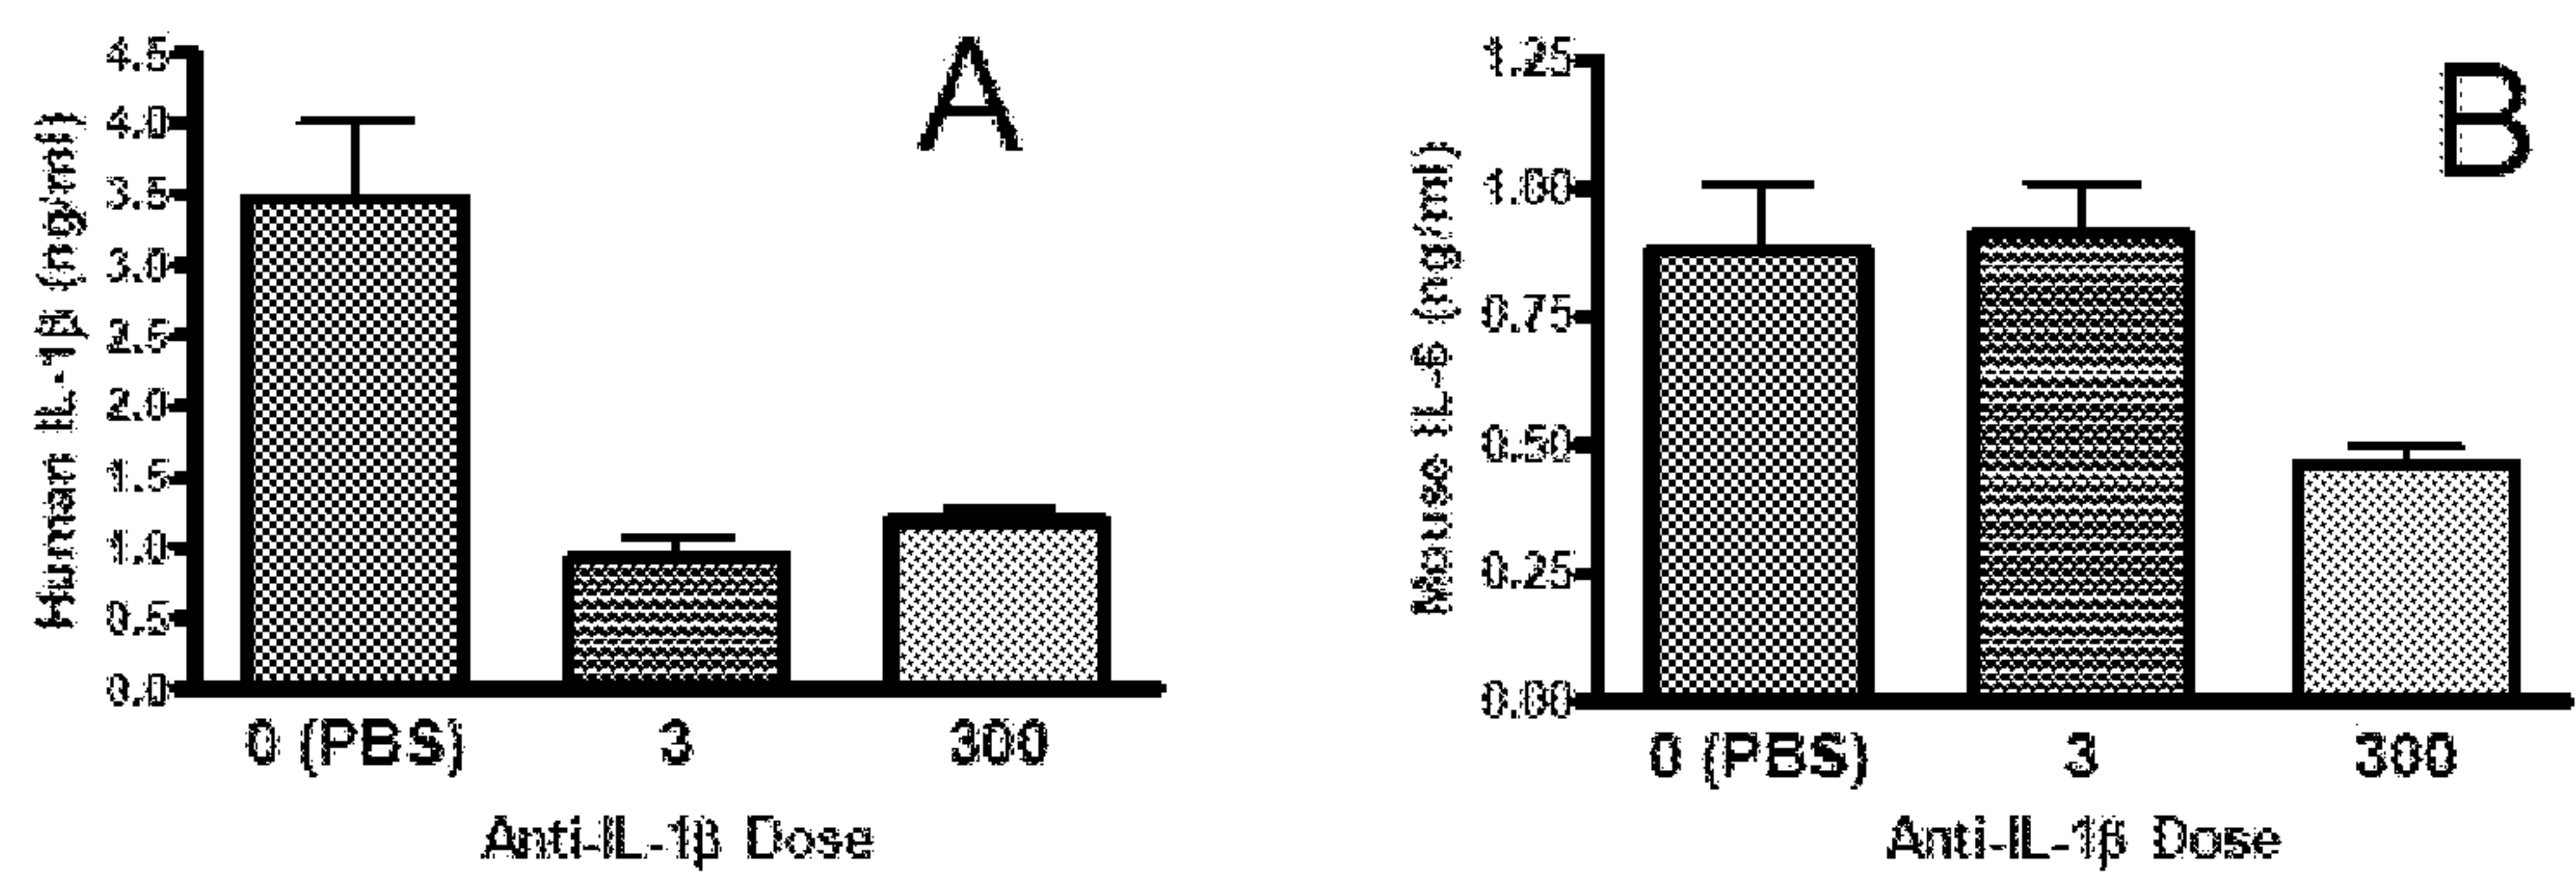 A
Human IL-1β (ng/ml)
4.5
4.0
3.5
3.0
2.5
2.0
1.5
1.0
0.5
0.0
0 (PBS) 3 300
Anti-IL-1β Dose
B
Mouse IL-6 (ng/ml)
1.25
1.00
0.75
0.50
0.25
0.00
0 (PBS) 3 300
Anti-IL-1β Dose